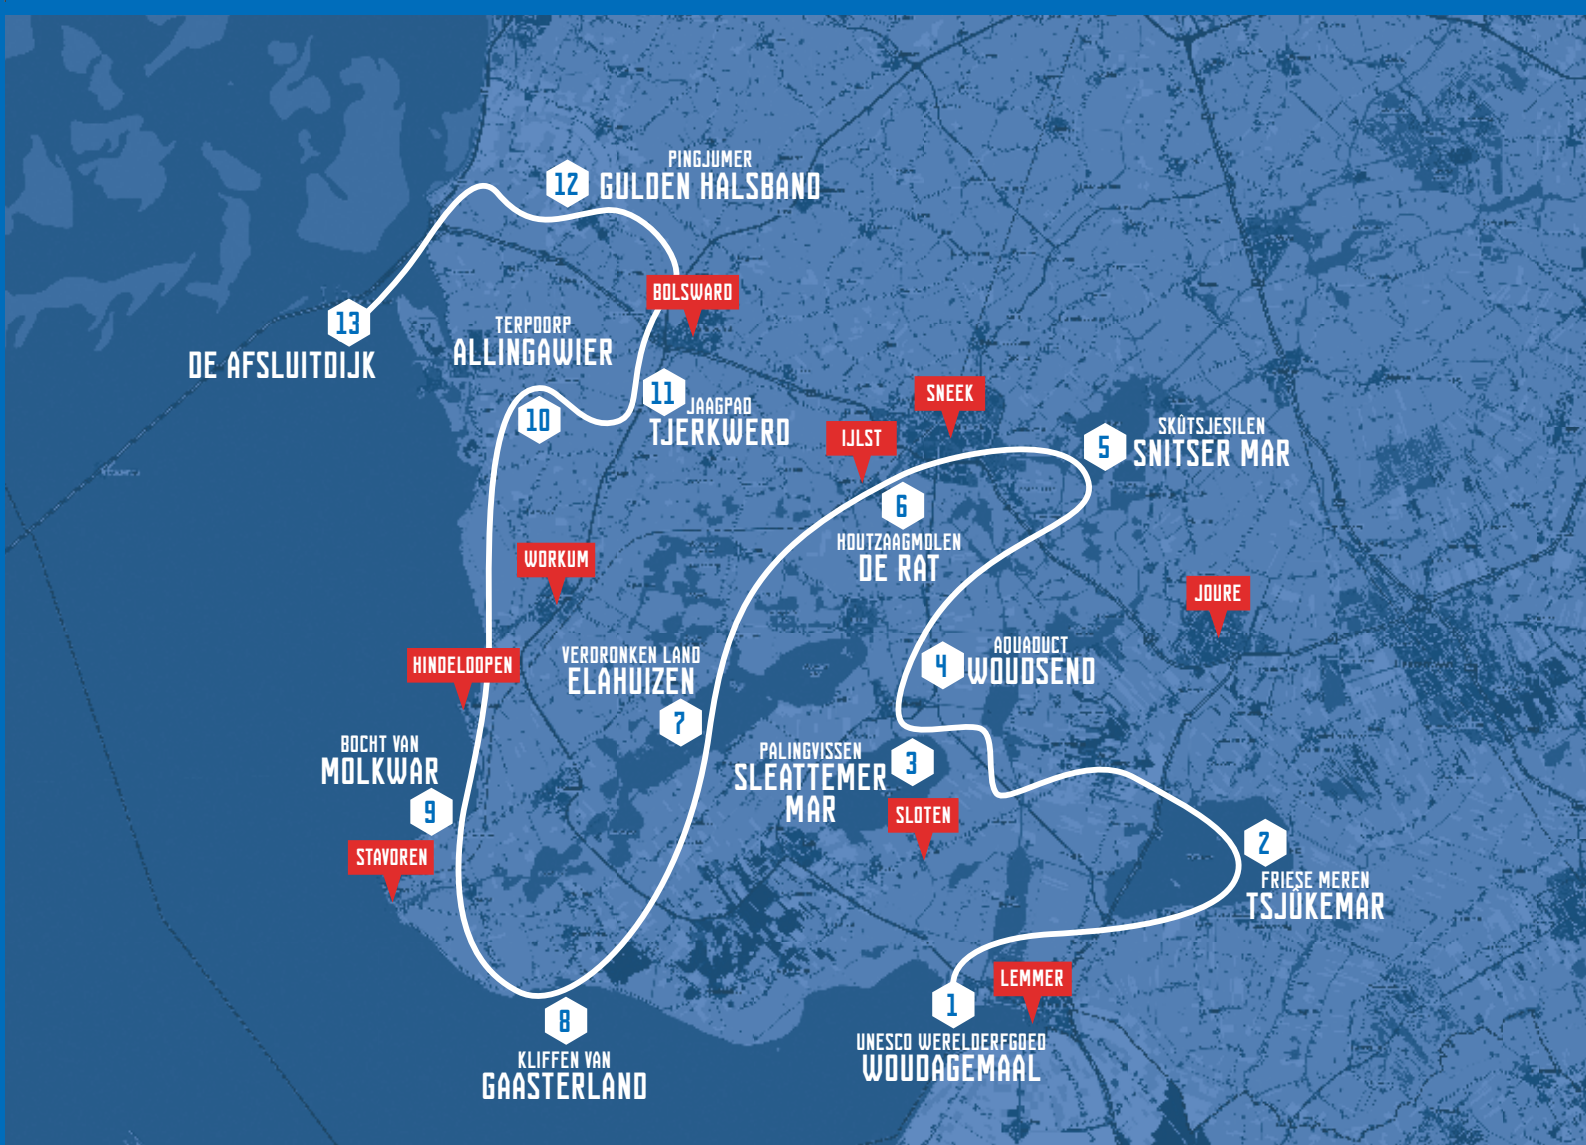 12
PINGJUMER
GULDEN HALSBAND
BOLSWARD
13
DE AFSLUITDIJK
TERPDORP
ALLINGAWIER
10
11
JAAGPAD
TJERKWERD
SNEEK
IJLST
5
SKÛTSJESILEN
SNITSER MAR
6
HOUTZAAGMOLEN
DE RAT
WORKUM
JOURE
HINDELOOPEN
VERDRONKEN LAND
ELAHUIZEN
7
4
AQUADUCT
WOUDSEND
BOCHT VAN
MOLKWAR
9
PALINGVISSEN
SLEATTEMER
MAR
3
SLOTEN
STAVOREN
2
FRIESE MEREN
TSJÛKEMAR
LEMMER
1
UNESCO WERELDERFGOED
WOUDAGEMAAL
8
KLIFFEN VAN
GAASTERLAND